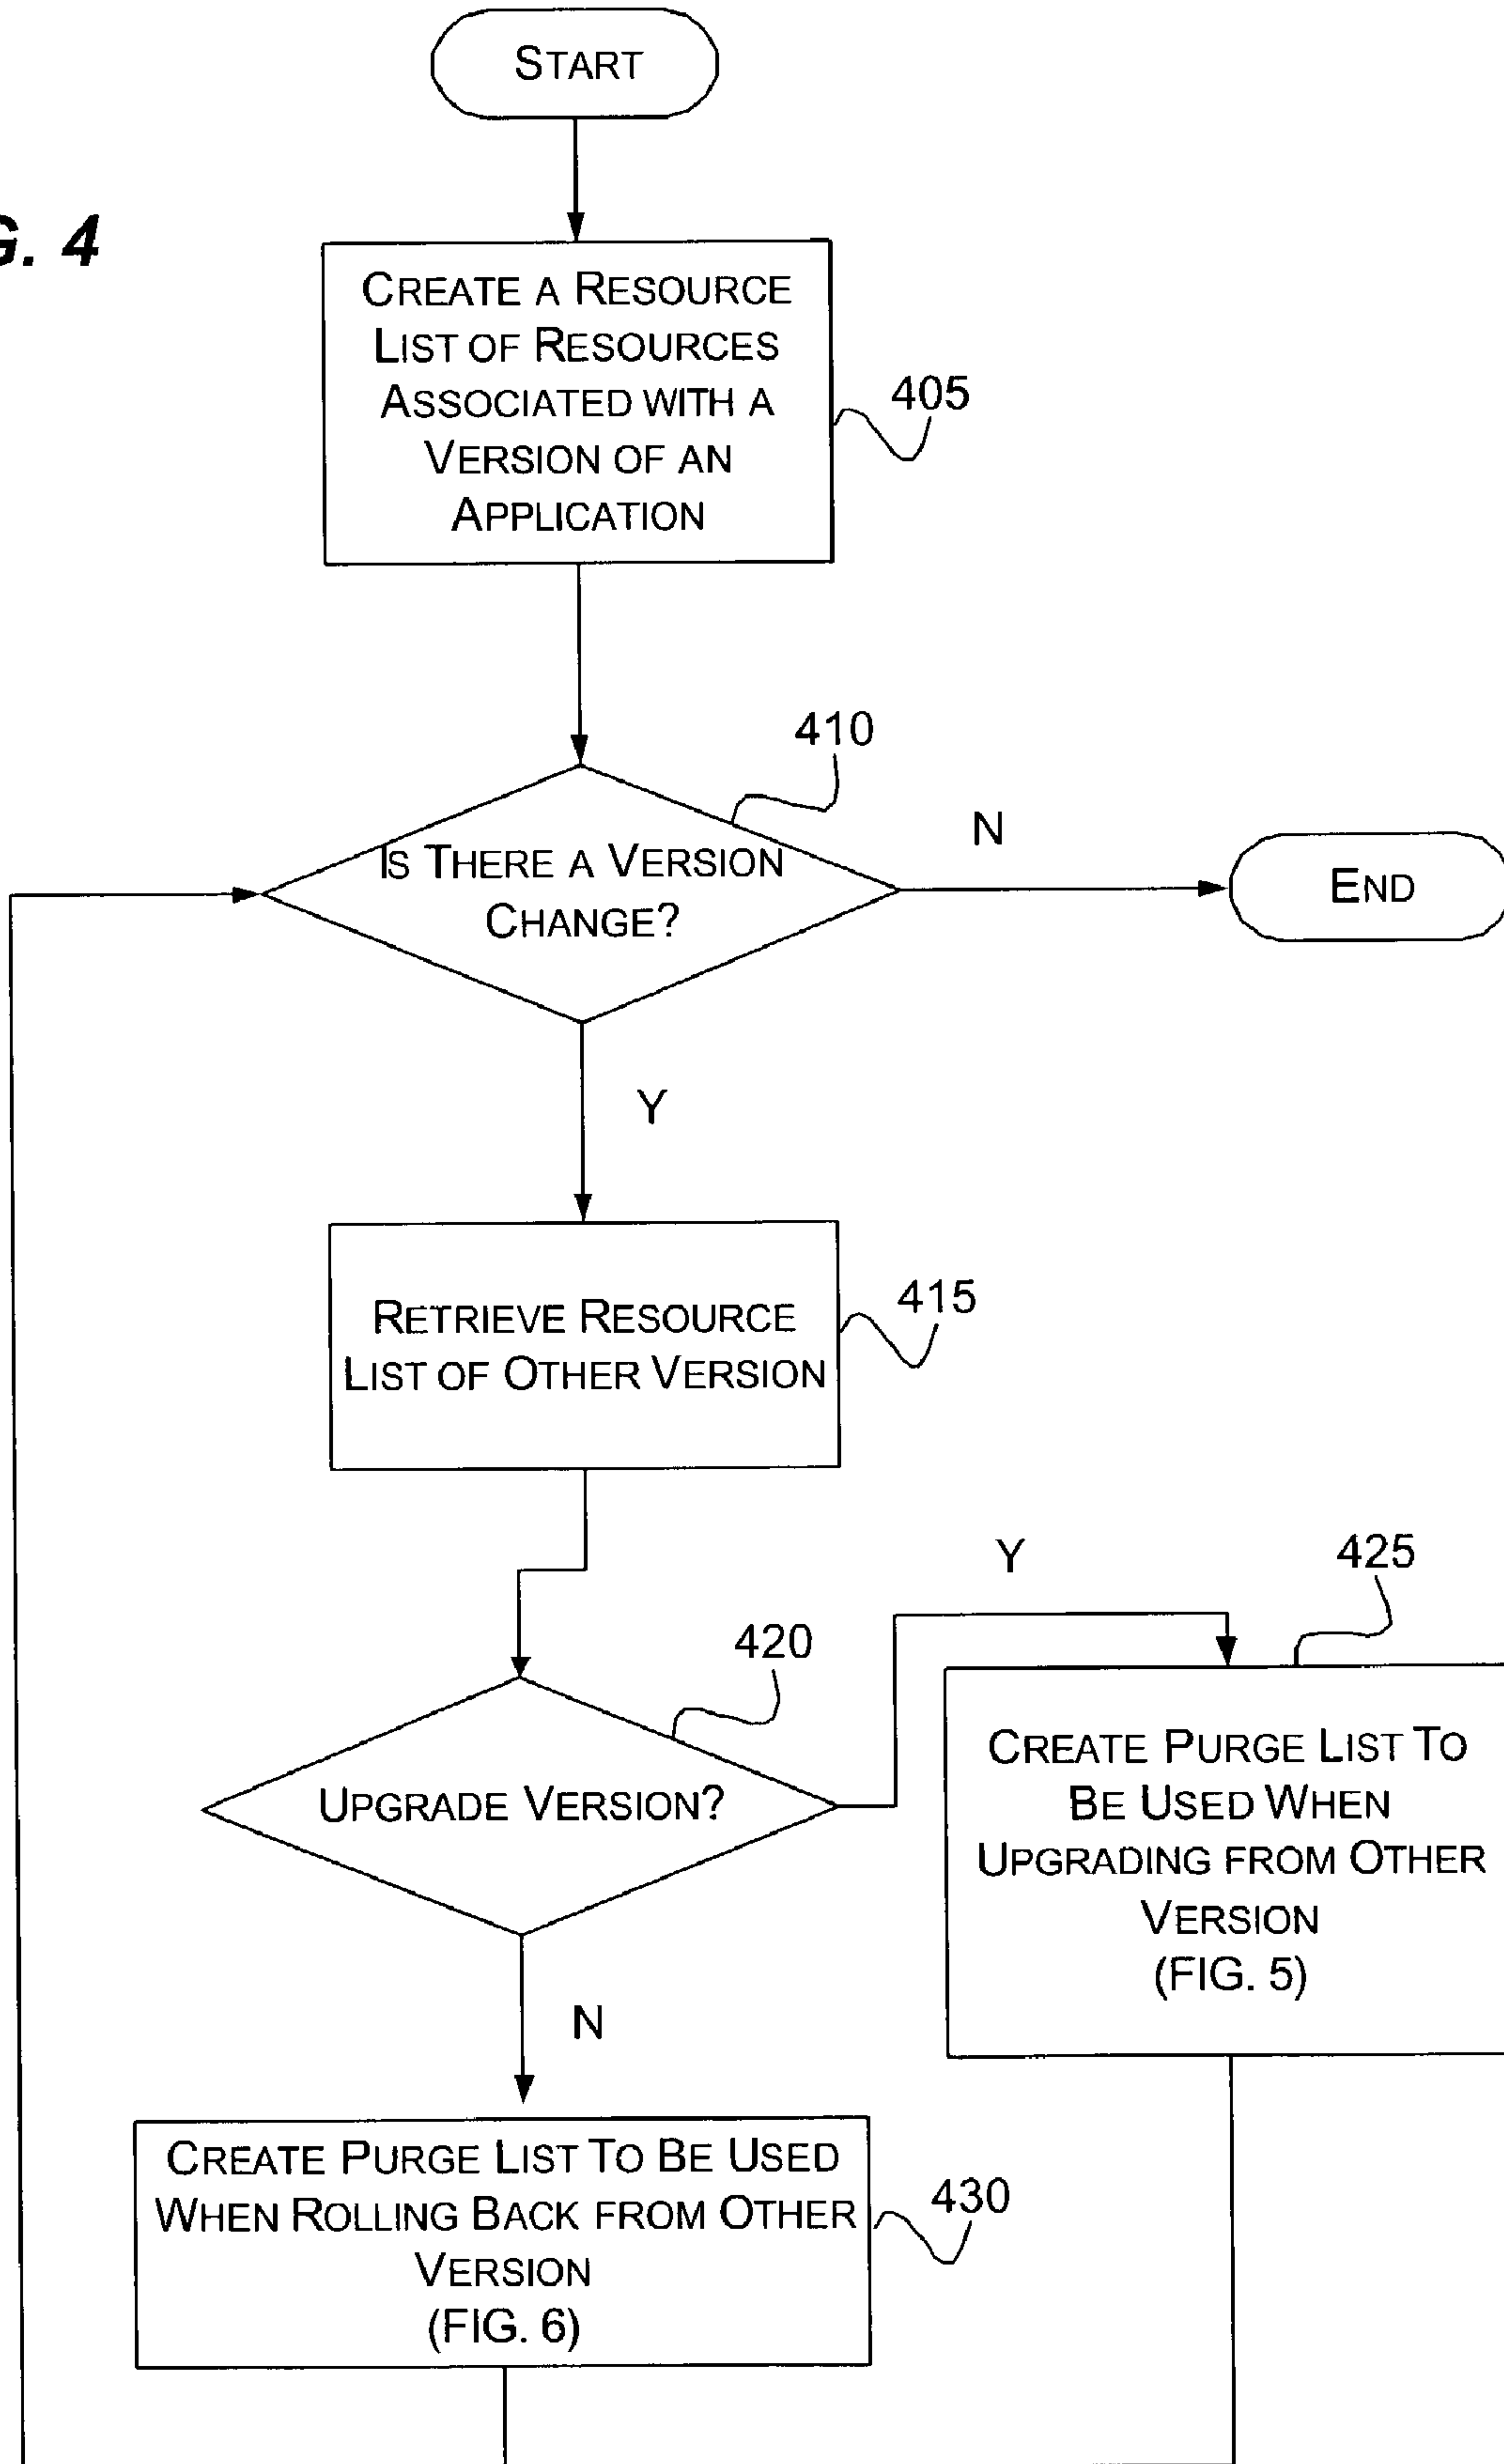 START
G. 4
CREATE A RESOURCE
LIST OF RESOURCES
ASSOCIATED WITH A
VERSION OF AN
APPLICATION
405
410
IS THERE A VERSION
CHANGE?
N
END
Y
RETRIEVE RESOURCE
LIST OF OTHER VERSION
415
Y
425
420
UPGRADE VERSION?
CREATE PURGE LIST TO
BE USED WHEN
UPGRADING FROM OTHER
VERSION
(FIG. 5)
N
CREATE PURGE LIST TO BE USED
WHEN ROLLING BACK FROM OTHER
VERSION
(FIG. 6)
430